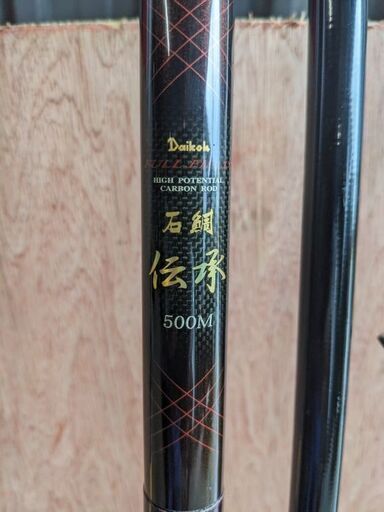 Daikoh
HIGH POTENTIAL
CARBON ROD
石鯛
伝承
500M